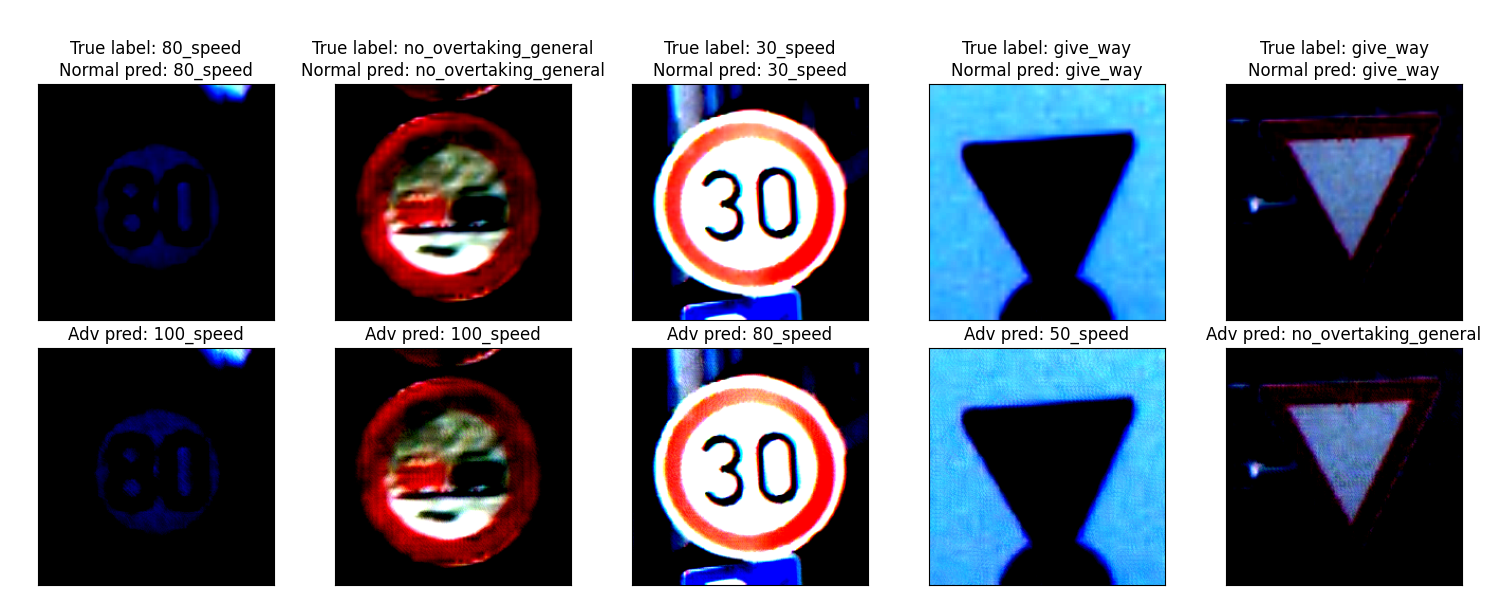 True label: 80_speed
Normal pred: 80_speed
True label: no_overtaking_general
Normal pred: no_overtaking_general
True label: 30_speed
Normal pred: 30_speed
True label: give_way
Normal pred: give_way
True label: give_way
Normal pred: give_way
80
30
Adv pred: 100_speed
Adv pred: 100_speed
Adv pred: 80_speed
Adv pred: 50_speed
Adv pred: no_overtaking_general
80
30